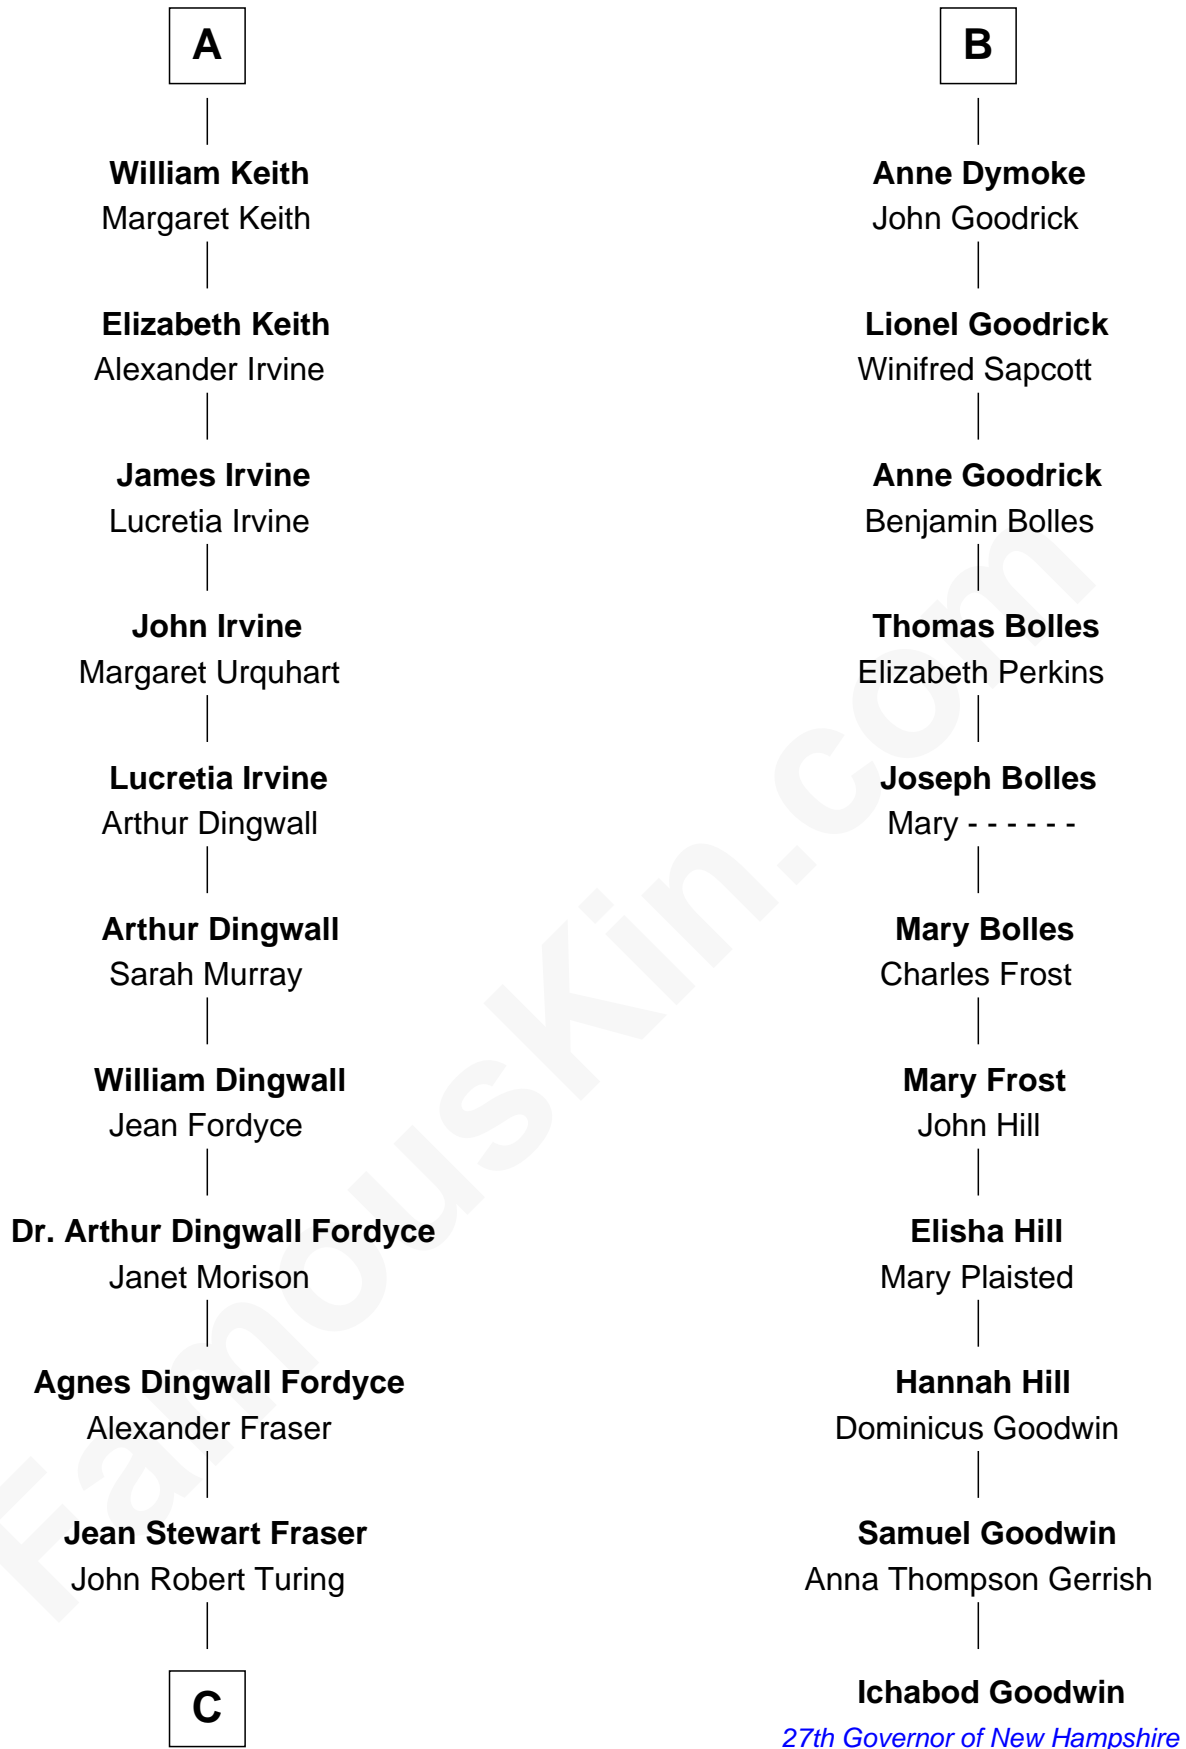 A
William Keith
Margaret Keith
Elizabeth Keith
Alexander Irvine
James Irvine
Lucretia Irvine
John Irvine
Margaret Urquhart
Lucretia Irvine
Arthur Dingwall
Arthur Dingwall
Sarah Murray
William Dingwall
Jean Fordyce
Dr. Arthur Dingwall Fordyce
Janet Morison
Agnes Dingwall Fordyce
Alexander Fraser
Jean Stewart Fraser
John Robert Turing
C
B
Anne Dymoke
John Goodrick
Lionel Goodrick
Winifred Sapcott
Anne Goodrick
Benjamin Bolles
Thomas Bolles
Elizabeth Perkins
Joseph Bolles
Mary - - - - - -
Mary Bolles
Charles Frost
Mary Frost
John Hill
Elisha Hill
Mary Plaisted
Hannah Hill
Dominicus Goodwin
Samuel Goodwin
Anna Thompson Gerrish
Ichabod Goodwin
27th Governor of New Hampshire
FamousKin.com